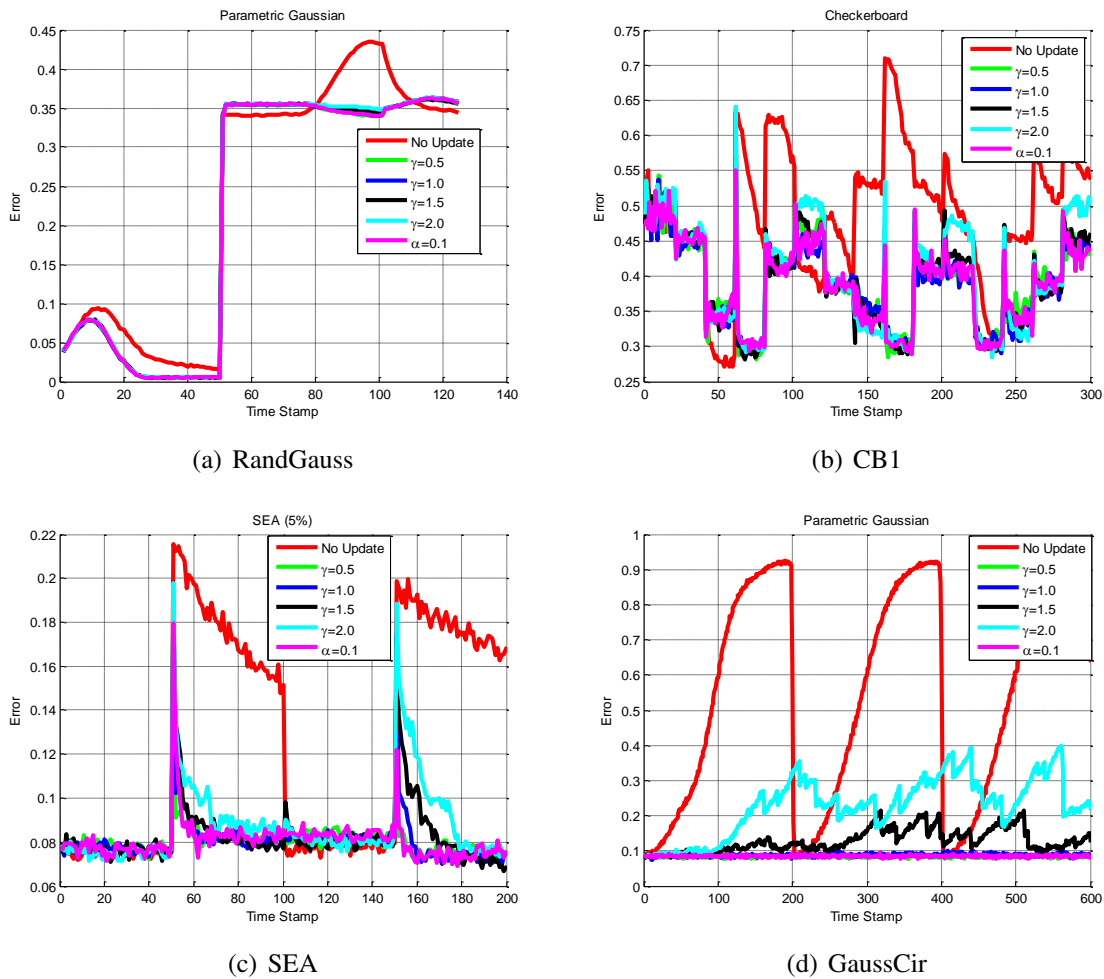 Parametric Gaussian
0.45
0.4
0.35
0.3
0.25
0.2
0.15
0.1
0.05
0
Error
No Update
γ=0.5
γ=1.0
γ=1.5
γ=2.0
α=0.1
0 20 40 60 80 100 120 140
Time Stamp
(a) RandGauss
Checkerboard
0.75
0.7
0.65
0.6
0.55
0.5
0.45
0.4
0.35
0.3
0.25
Error
No Update
γ=0.5
γ=1.0
γ=1.5
γ=2.0
α=0.1
0 50 100 150 200 250 300
Time Stamp
(b) CB1
SEA (5%)
0.22
0.2
0.18
0.16
0.14
0.12
0.1
0.08
0.06
Error
No Update
γ=0.5
γ=1.0
γ=1.5
γ=2.0
α=0.1
0 20 40 60 80 100 120 140 160 180 200
Time Stamp
(c) SEA
Parametric Gaussian
1
0.9
0.8
0.7
0.6
0.5
0.4
0.3
0.2
0.1
0
Error
No Update
γ=0.5
γ=1.0
γ=1.5
γ=2.0
α=0.1
0 100 200 300 400 500 600
Time Stamp
(d) GaussCir